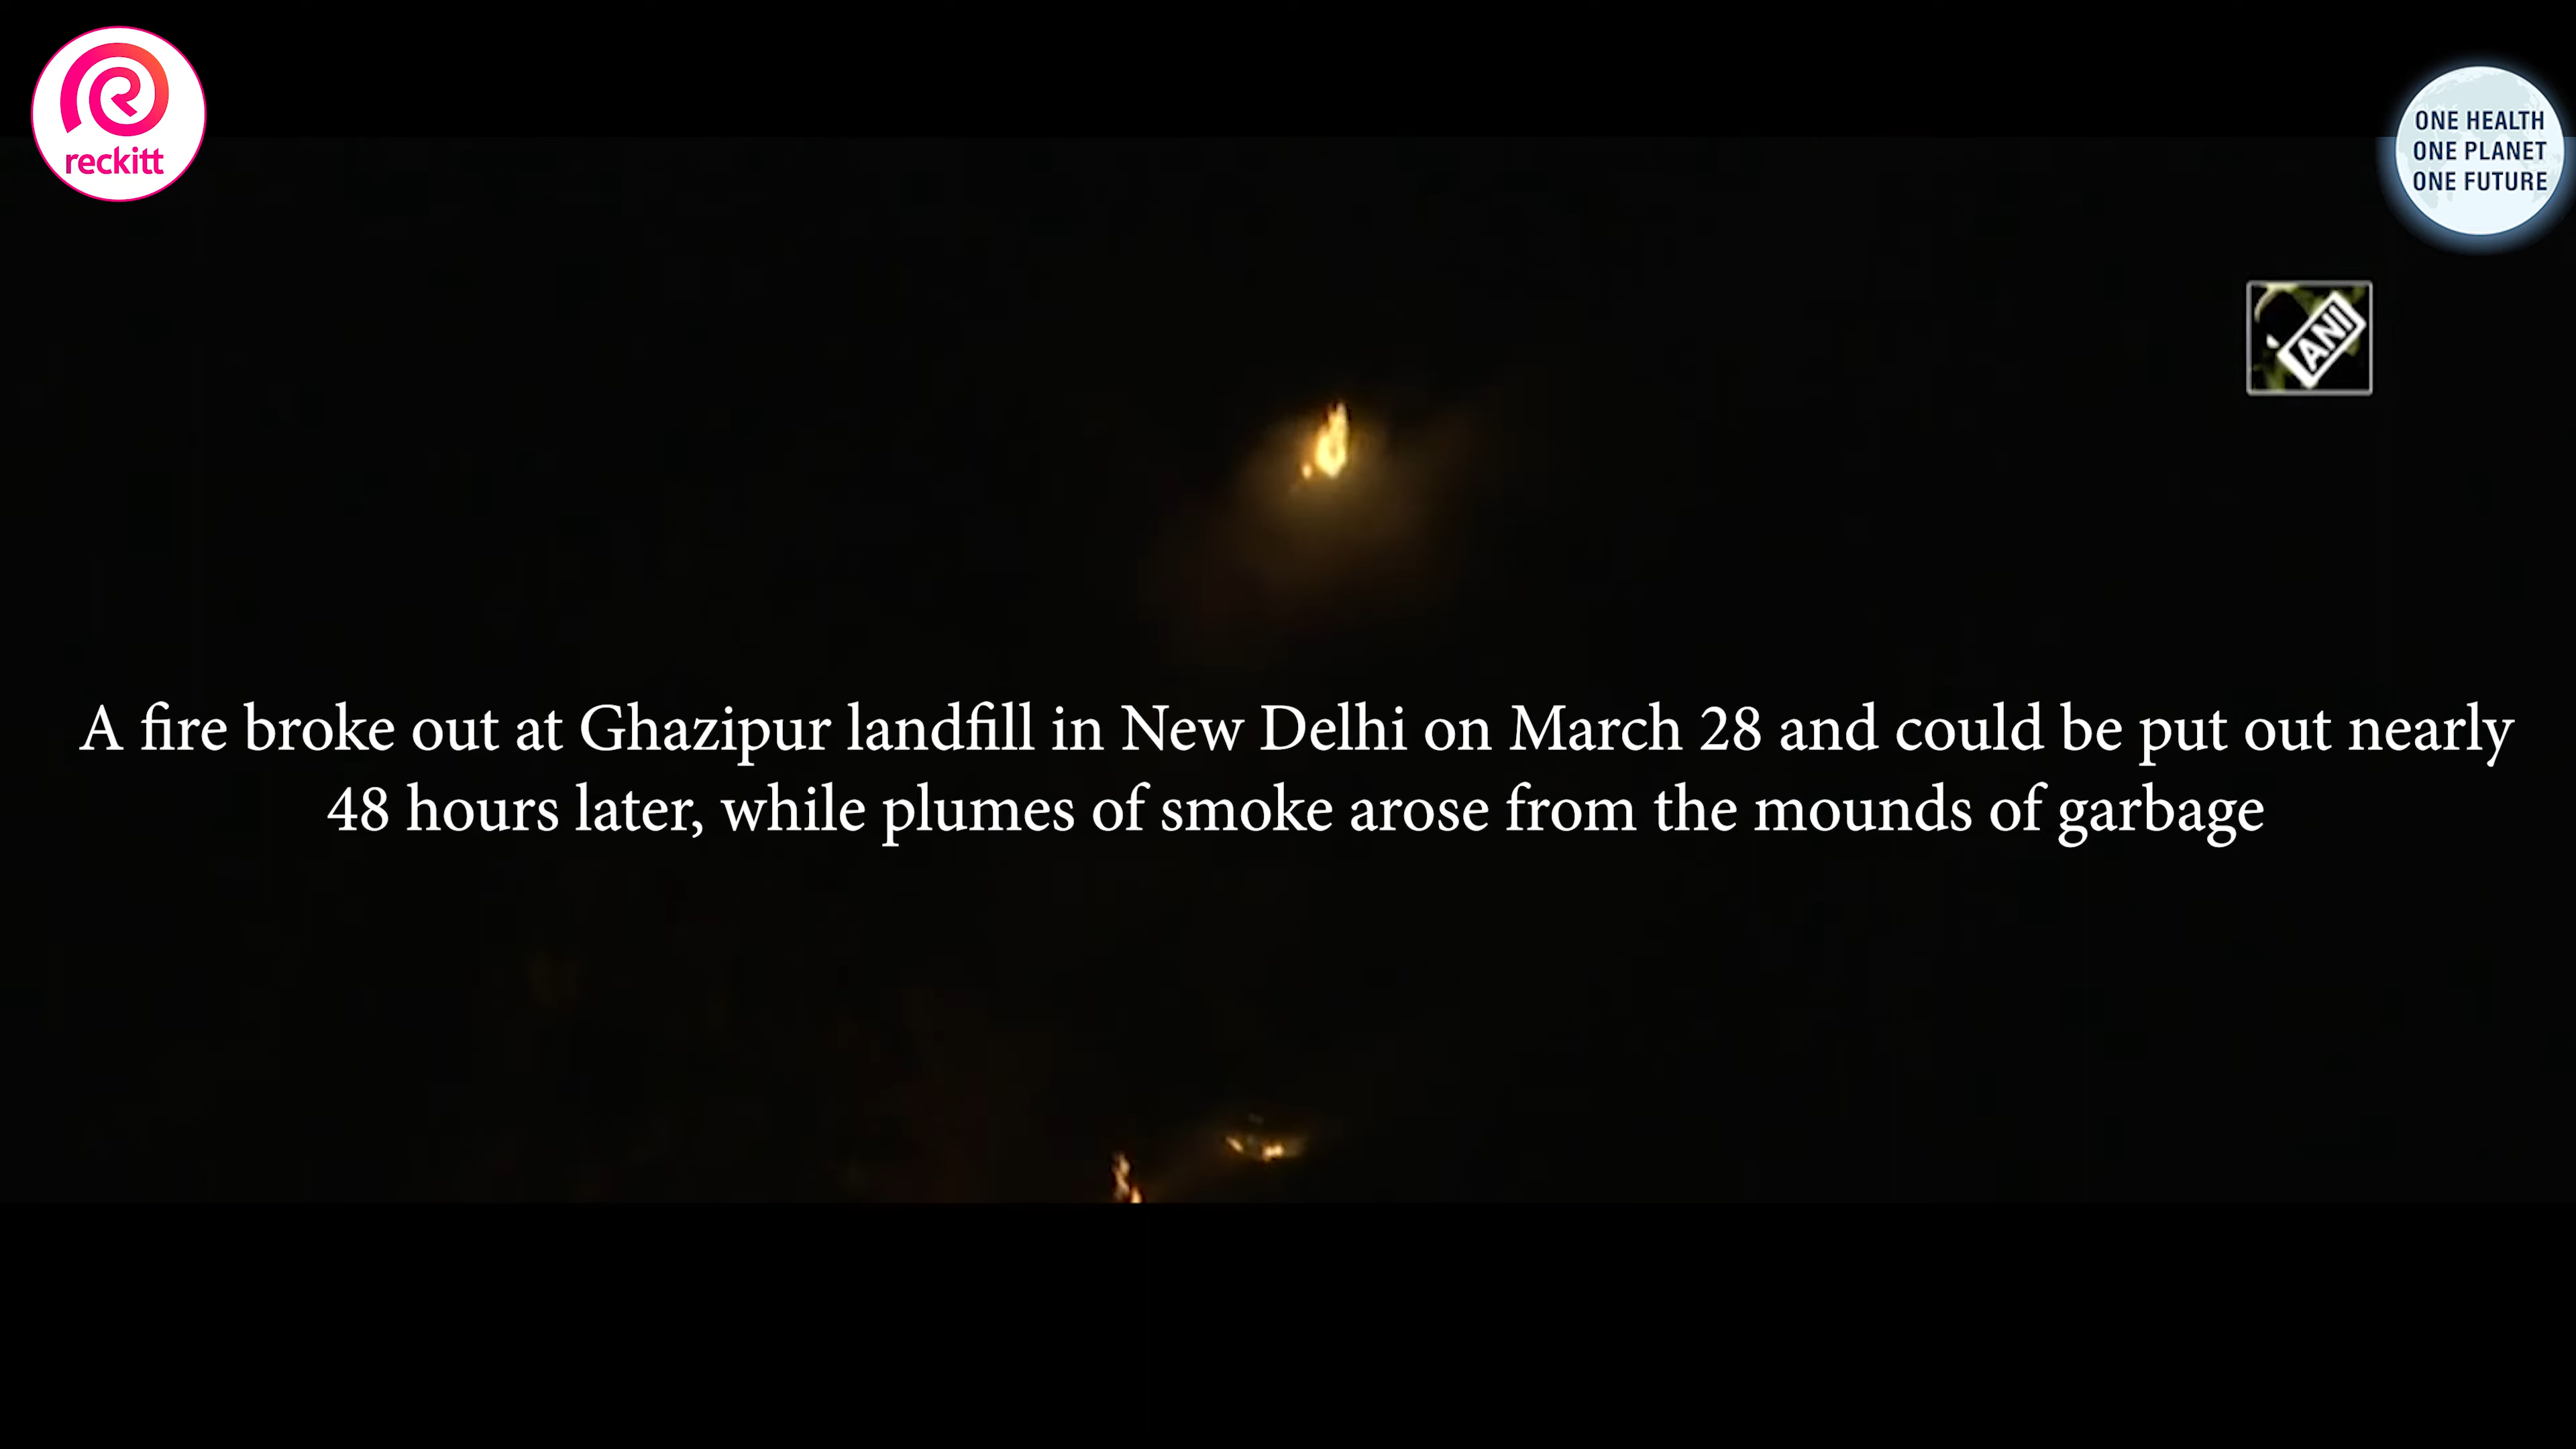 reckitt
ONE HEALTH
ONE PLANET
ONE FUTURE
ANI
A fire broke out at Ghazipur landfill in New Delhi on March 28 and could be put out nearly
48 hours later, while plumes of smoke arose from the mounds of garbage